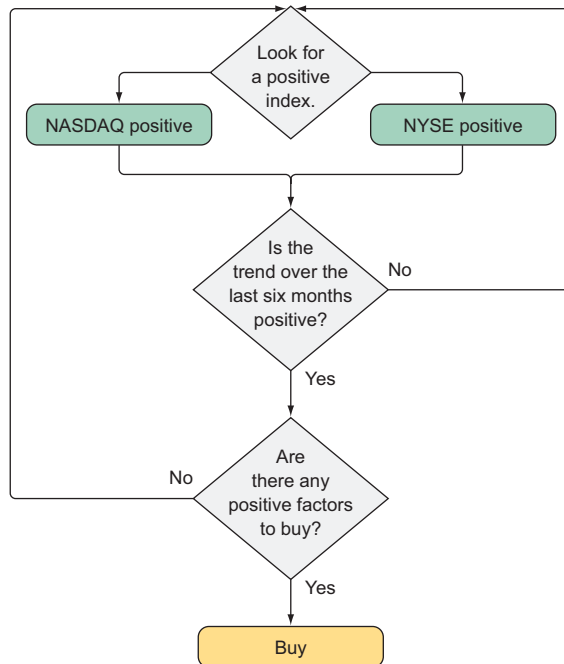 Look for
a positive
index.
NASDAQ positive
NYSE positive
Is the
trend over the
last six months
positive?
No
Yes
Are
there any
positive factors
to buy?
No
Yes
Buy